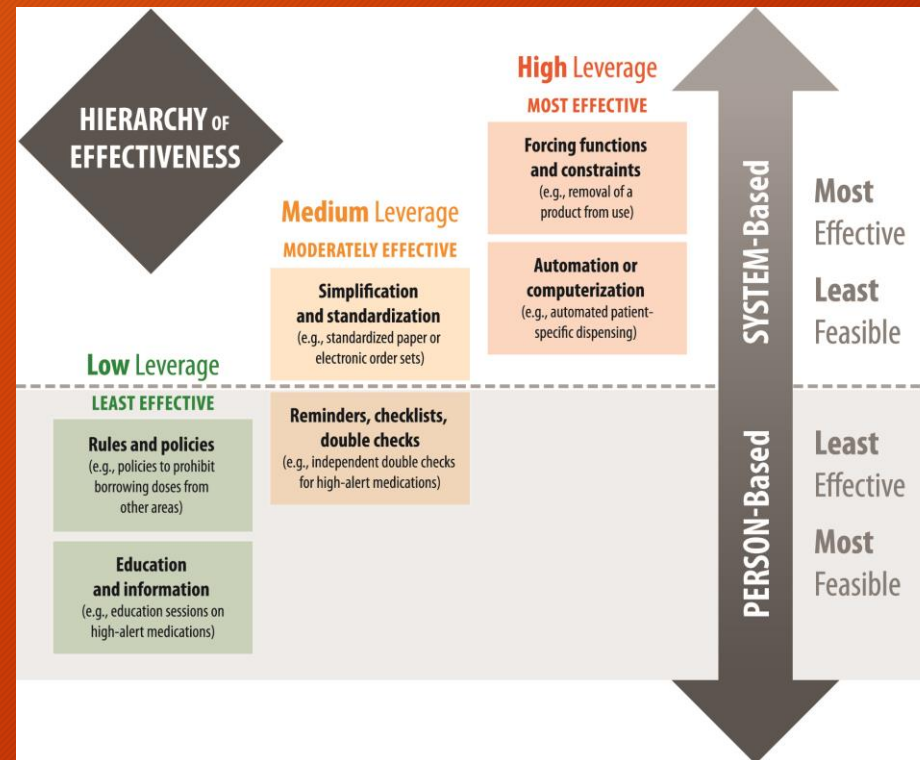 HIERARCHY OF
EFFECTIVENESS
High Leverage
MOST EFFECTIVE
Forcing functions
and constraints
(e.g., removal of a
product from use)
Automation or
computerization
(e.g., automated patient-
specific dispensing)
Medium Leverage
MODERATELY EFFECTIVE
Simplification
and standardization
(e.g., standardized paper or
electronic order sets)
Reminders, checklists,
double checks
(e.g., independent double checks
for high-alert medications)
Low Leverage
LEAST EFFECTIVE
Rules and policies
(e.g., policies to prohibit
borrowing doses from
other areas)
Education
and information
(e.g., education sessions on
high-alert medications)
SYSTEM-Based
PERSON-Based
Most
Effective
Least
Feasible
Least
Effective
Most
Feasible